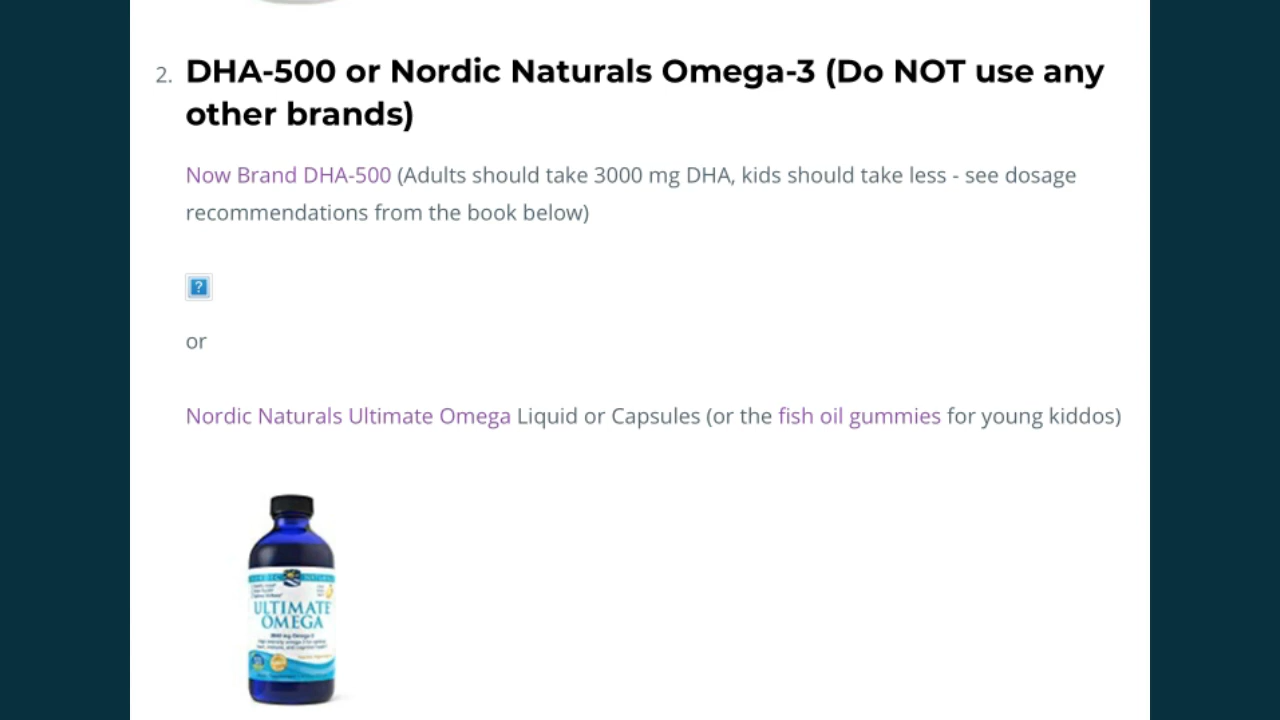 2. DHA-500 or Nordic Naturals Omega-3 (Do NOT use any
other brands)
Now Brand DHA-500 (Adults should take 3000 mg DHA, kids should take less - see dosage
recommendations from the book below)
?
or
Nordic Naturals Ultimate Omega Liquid or Capsules (or the fish oil gummies for young kiddos)
ULTIMATE
OMEGA